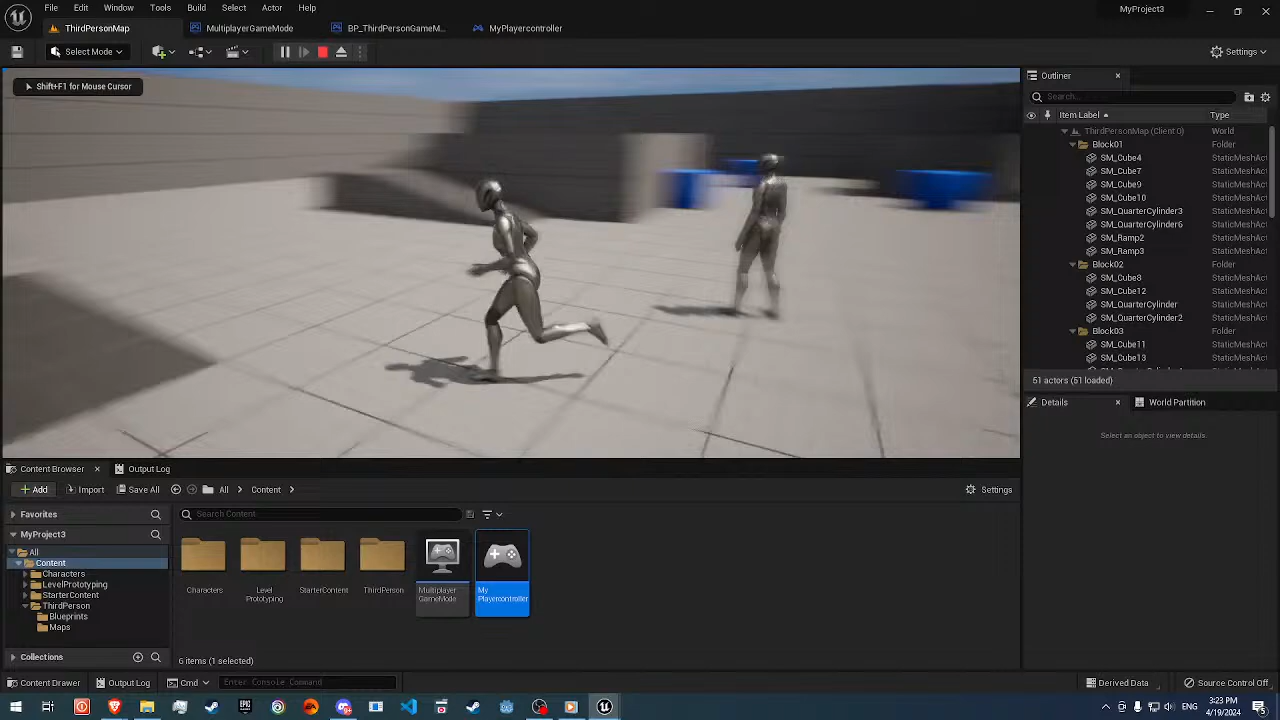 File Edit Window Tools Build Select Actor Help
MyProject3
ThirdPersonMap
MultiplayerGameMode
BP_ThirdPersonGameM...
MyPlayercontroller
Select Mode
Settings
Shift+F1 for Mouse Cursor
Outliner
Search...
Item Label
Type
ThirdPersonMap (Client 0) World
Block01 Folder
SM_Cube4 StaticMeshAct
SM_Cube7 StaticMeshAct
SM_Cube9 StaticMeshAct
SM_Cube10 StaticMeshAct
SM_QuarterCylinder3 StaticMeshAct
SM_QuarterCylinder6 StaticMeshAct
SM_Ramp2 StaticMeshAct
SM_Ramp3 StaticMeshAct
Block02 Folder
SM_Cube8 StaticMeshAct
SM_Cube12 StaticMeshAct
SM_QuarterCylinder StaticMeshAct
SM_QuarterCylinder2 StaticMeshAct
Block03 Folder
SM_Cube11 StaticMeshAct
SM_Cube13 StaticMeshAct
51 actors (51 loaded)
Details
World Partition
Select an object to view details.
Content Browser
Output Log
Add
Import
Save All
All
Content
Settings
Favorites
Search Content
MyProject3
All
Content
Characters
LevelPrototyping
StarterContent
ThirdPerson
Blueprints
Maps
Collections
Characters
Level
Prototyping
StarterContent
ThirdPerson
Multiplayer
GameMode
My
Playercontroller
6 items (1 selected)
Content Drawer
Output Log
Cmd
Enter Console Command
Derived Data
Source Control Off
3:23 PM
4/19/2024